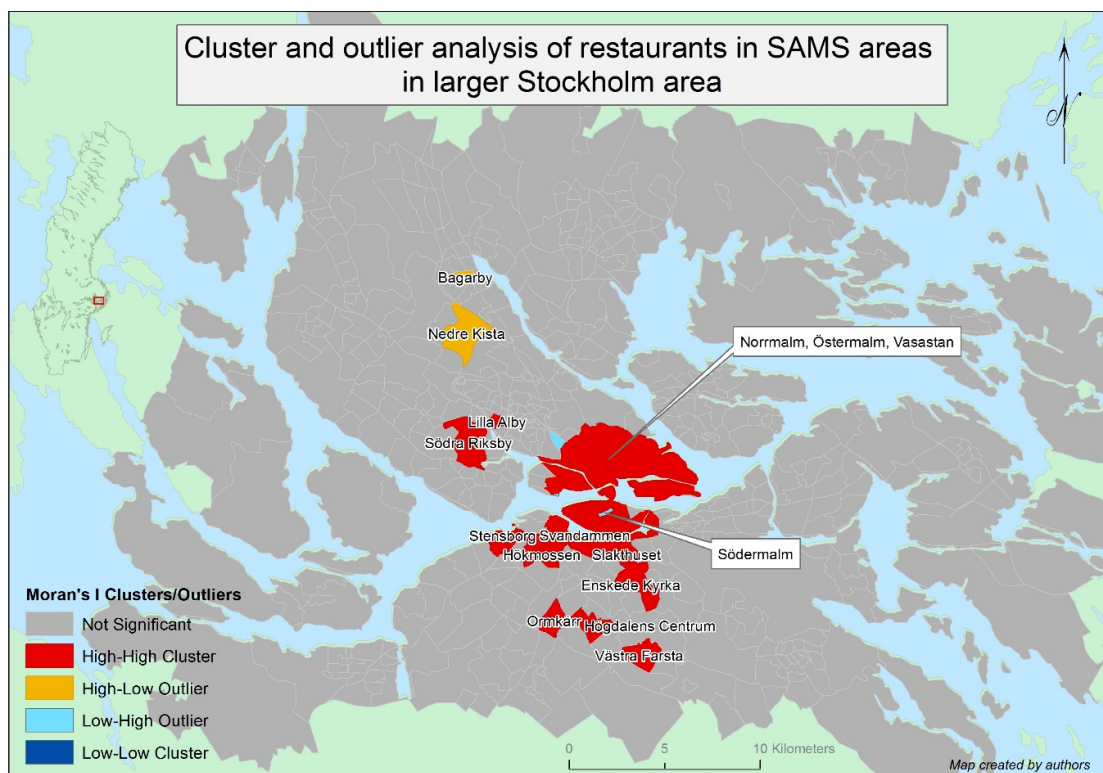 Cluster and outlier analysis of restaurants in SAMS areas
in larger Stockholm area
N
Bagarby
Nedre Kista
Norrmalm, Östermalm, Vasastan
Lilla Alby
Södra Riksby
Stensborg
Svandammen
Hökmossen
Slakthuset
Södermalm
Enskede Kyrka
Ormkärr
Högdalens Centrum
Västra Farsta
Moran's I Clusters/Outliers
Not Significant
High-High Cluster
High-Low Outlier
Low-High Outlier
Low-Low Cluster
0 5 10 Kilometers
Map created by authors